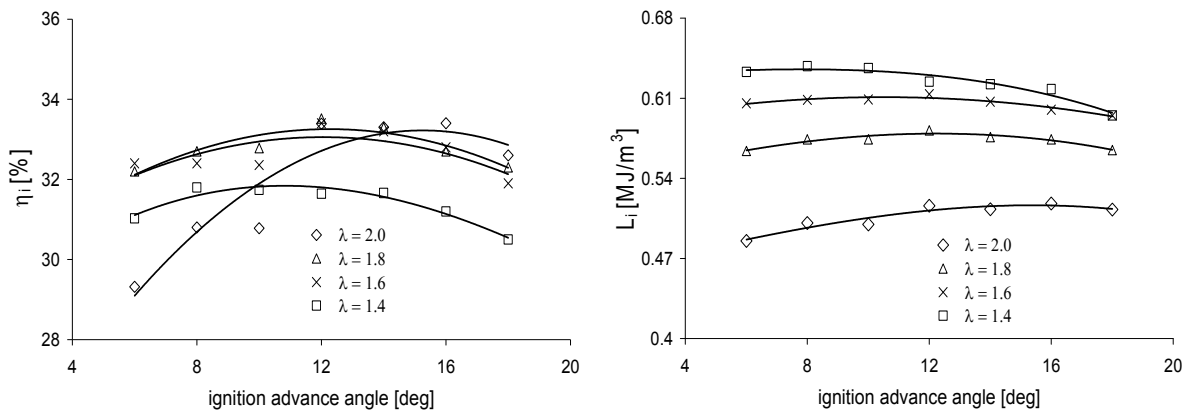 36
34
32
30
28
η i [%]
4
8
12
16
20
ignition advance angle [deg]
λ = 2.0
λ = 1.8
λ = 1.6
λ = 1.4
0.68
0.61
0.54
0.47
0.4
L i [MJ/m³]
4
8
12
16
20
ignition advance angle [deg]
λ = 2.0
λ = 1.8
λ = 1.6
λ = 1.4